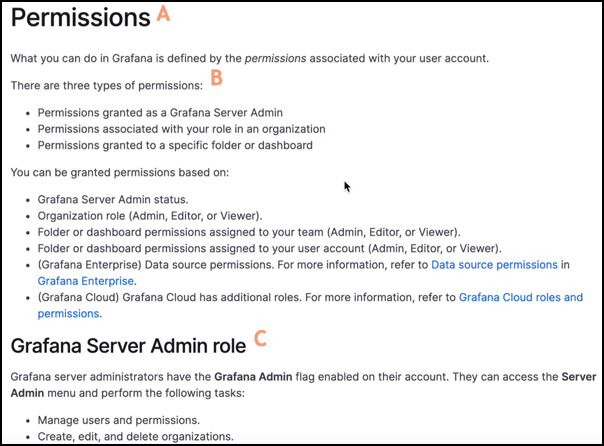 Permissions A
What you can do in Grafana is defined by the permissions associated with your user account.
There are three types of permissions: B
• Permissions granted as a Grafana Server Admin
• Permissions associated with your role in an organization
• Permissions granted to a specific folder or dashboard
You can be granted permissions based on:
• Grafana Server Admin status.
• Organization role (Admin, Editor, or Viewer).
• Folder or dashboard permissions assigned to your team (Admin, Editor, or Viewer).
• Folder or dashboard permissions assigned to your user account (Admin, Editor, or Viewer).
• (Grafana Enterprise) Data source permissions. For more information, refer to Data source permissions in
Grafana Enterprise.
• (Grafana Cloud) Grafana Cloud has additional roles. For more information, refer to Grafana Cloud roles and
permissions.
Grafana Server Admin role C
Grafana server administrators have the Grafana Admin flag enabled on their account. They can access the Server
Admin menu and perform the following tasks:
• Manage users and permissions.
• Create, edit, and delete organizations.